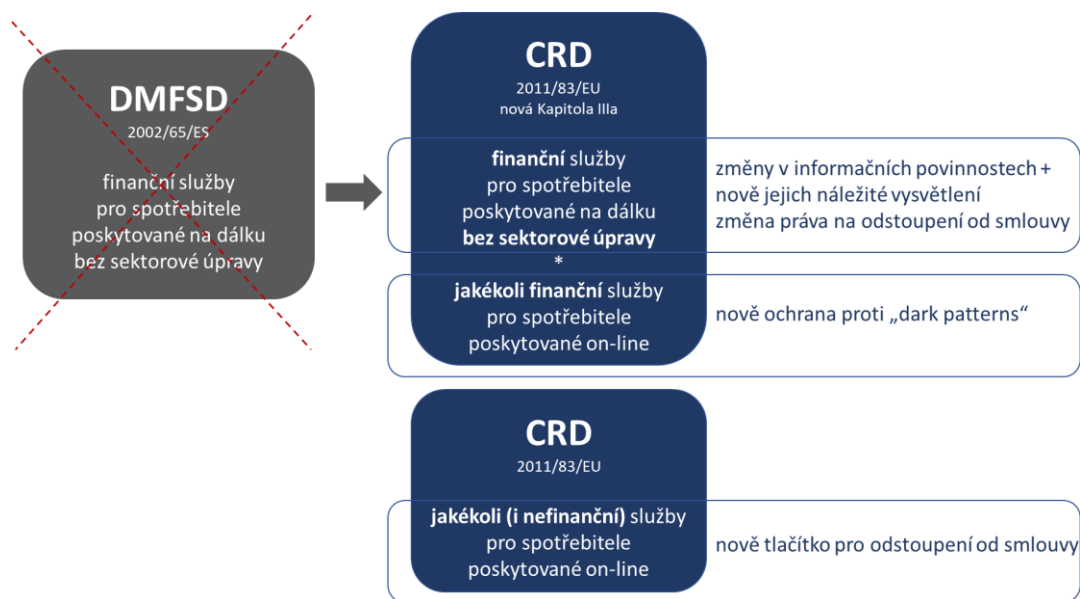 DMFSD
2002/65/ES
finanční služby
pro spotřebitele
poskytované na dálku
bez sektorové úpravy
CRD
2011/83/EU
nová Kapitola IIIa
finanční služby
pro spotřebitele
poskytované na dálku
bez sektorové úpravy
*
jakékoli finanční služby
pro spotřebitele
poskytované on-line
změny v informačních povinnostech +
nově jejich náležité vysvětlení
změna práva na odstoupení od smlouvy
nově ochrana proti „dark patterns“
CRD
2011/83/EU
jakékoli (i nefinanční) služby
pro spotřebitele
poskytované on-line
nově tlačítko pro odstoupení od smlouvy